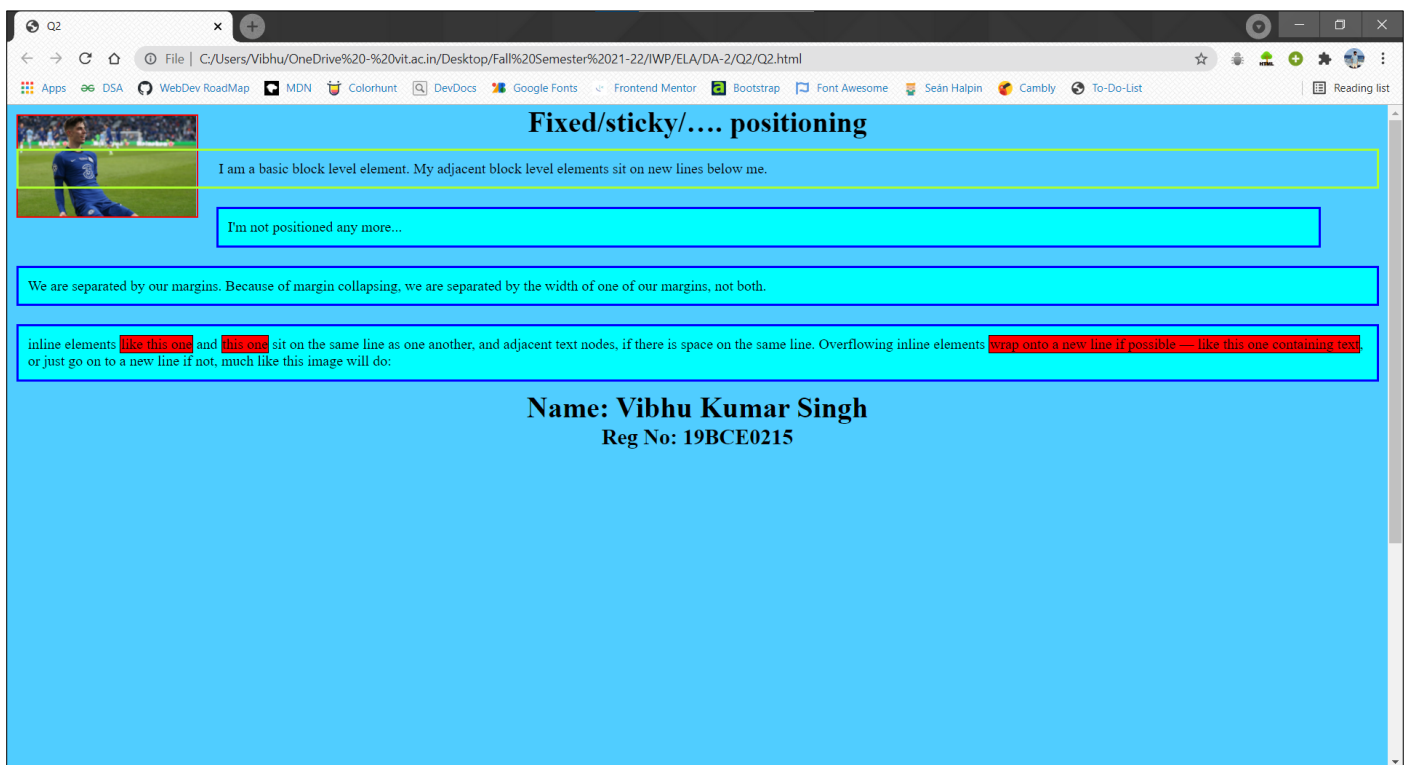 Q2
File | C:/Users/Vibhu/OneDrive%20-%20vit.ac.in/Desktop/Fall%20Semester%2021-22/IWP/ELA/DA-2/Q2/Q2.html
Apps DSA WebDev RoadMap MDN Colorhunt DevDocs Google Fonts Frontend Mentor Bootstrap Font Awesome Seán Halpin Cambly To-Do-List Reading list
Fixed/sticky/.... positioning
I am a basic block level element. My adjacent block level elements sit on new lines below me.
I'm not positioned any more...
We are separated by our margins. Because of margin collapsing, we are separated by the width of one of our margins, not both.
inline elements like this one and this one sit on the same line as one another, and adjacent text nodes, if there is space on the same line. Overflowing inline elements wrap onto a new line if possible — like this one containing text,
or just go on to a new line if not, much like this image will do:
Name: Vibhu Kumar Singh
Reg No: 19BCE0215